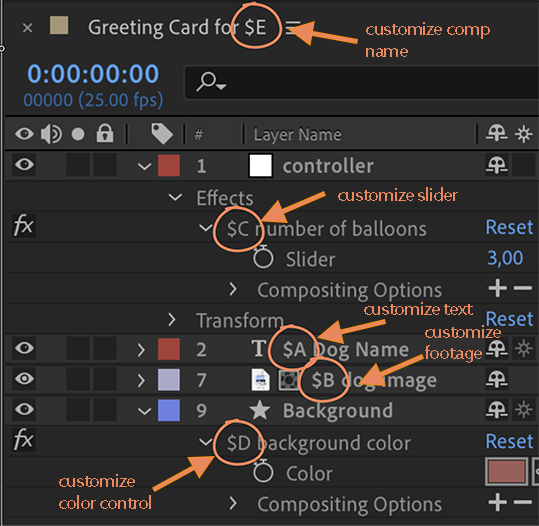 × Greeting Card for $E
customize comp
name
0:00:00:00
00000 (25.00 fps)
# Layer Name
1 controller
Effects
customize slider
fx $C number of balloons Reset
Slider 3,00
Compositing Options + −
customize text
Transform Reset
customize
footage
2 T $A Dog Name
7 $B dog image
9 Background
fx $D background color Reset
customize
color control
Color
Compositing Options + −